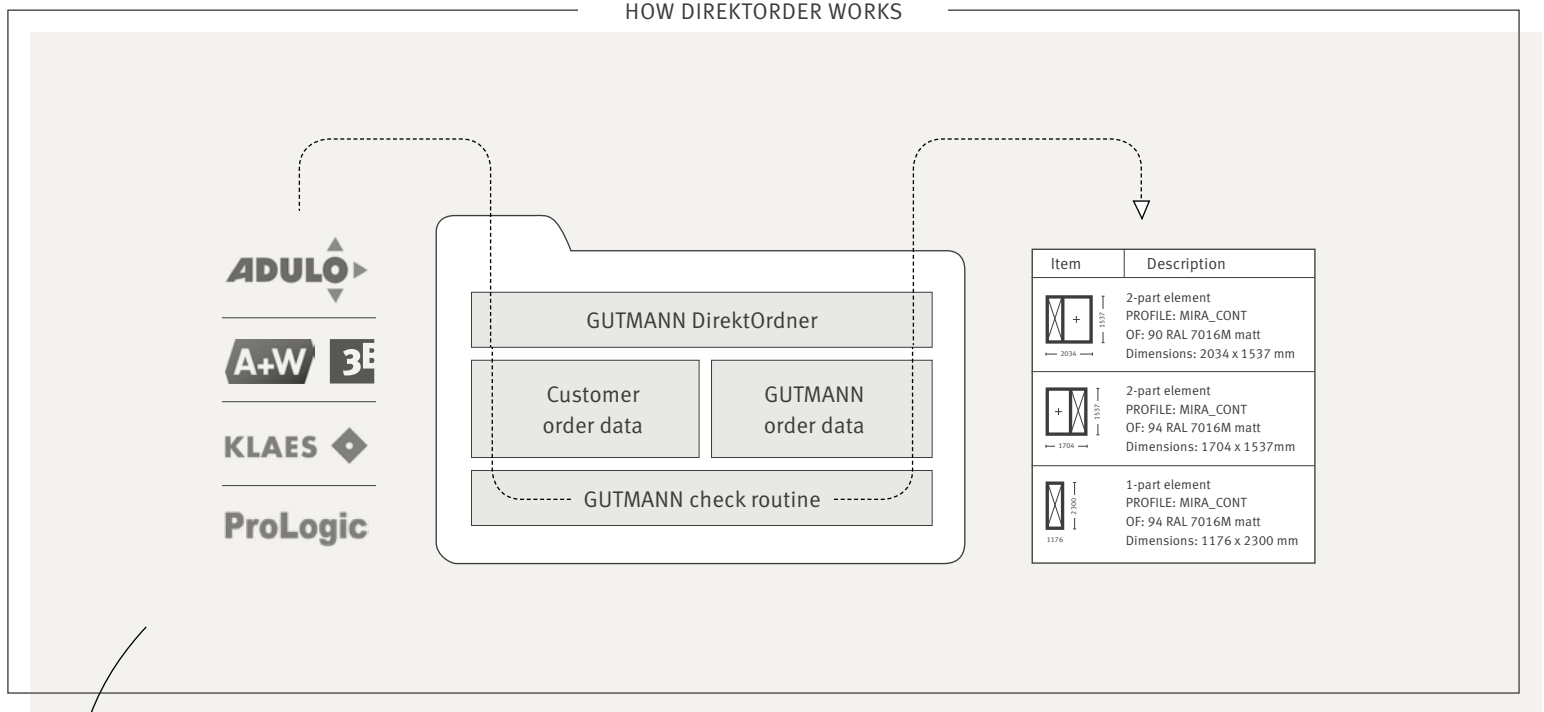 HOW DIREKTORDER WORKS
ADULO
A+W 3E
KLAES
ProLogic
GUTMANN DirektOrdner
Customer
order data
GUTMANN
order data
GUTMANN check routine
Item Description
2-part element
PROFILE: MIRA_CONT
OF: 90 RAL 7016M matt
Dimensions: 2034 x 1537 mm
1537
2034
2-part element
PROFILE: MIRA_CONT
OF: 94 RAL 7016M matt
Dimensions: 1704 x 1537mm
1537
1704
1-part element
PROFILE: MIRA_CONT
OF: 94 RAL 7016M matt
Dimensions: 1176 x 2300 mm
2300
1176